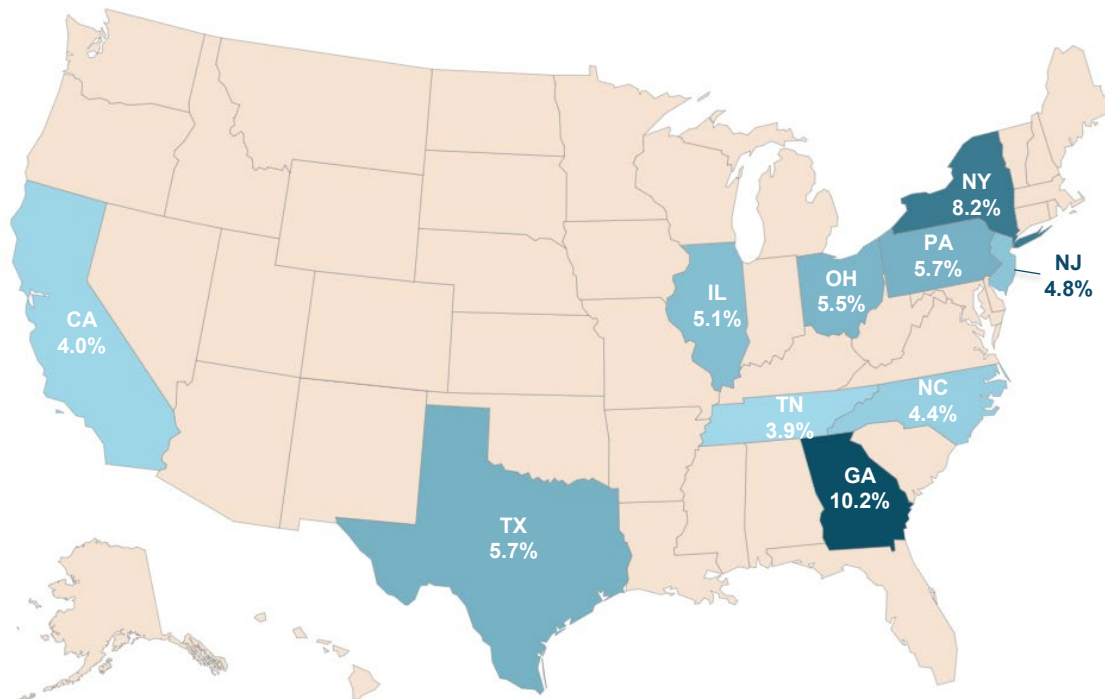 NY
8.2%
PA
5.7%
NJ
4.8%
OH
5.5%
IL
5.1%
CA
4.0%
NC
4.4%
TN
3.9%
GA
10.2%
TX
5.7%